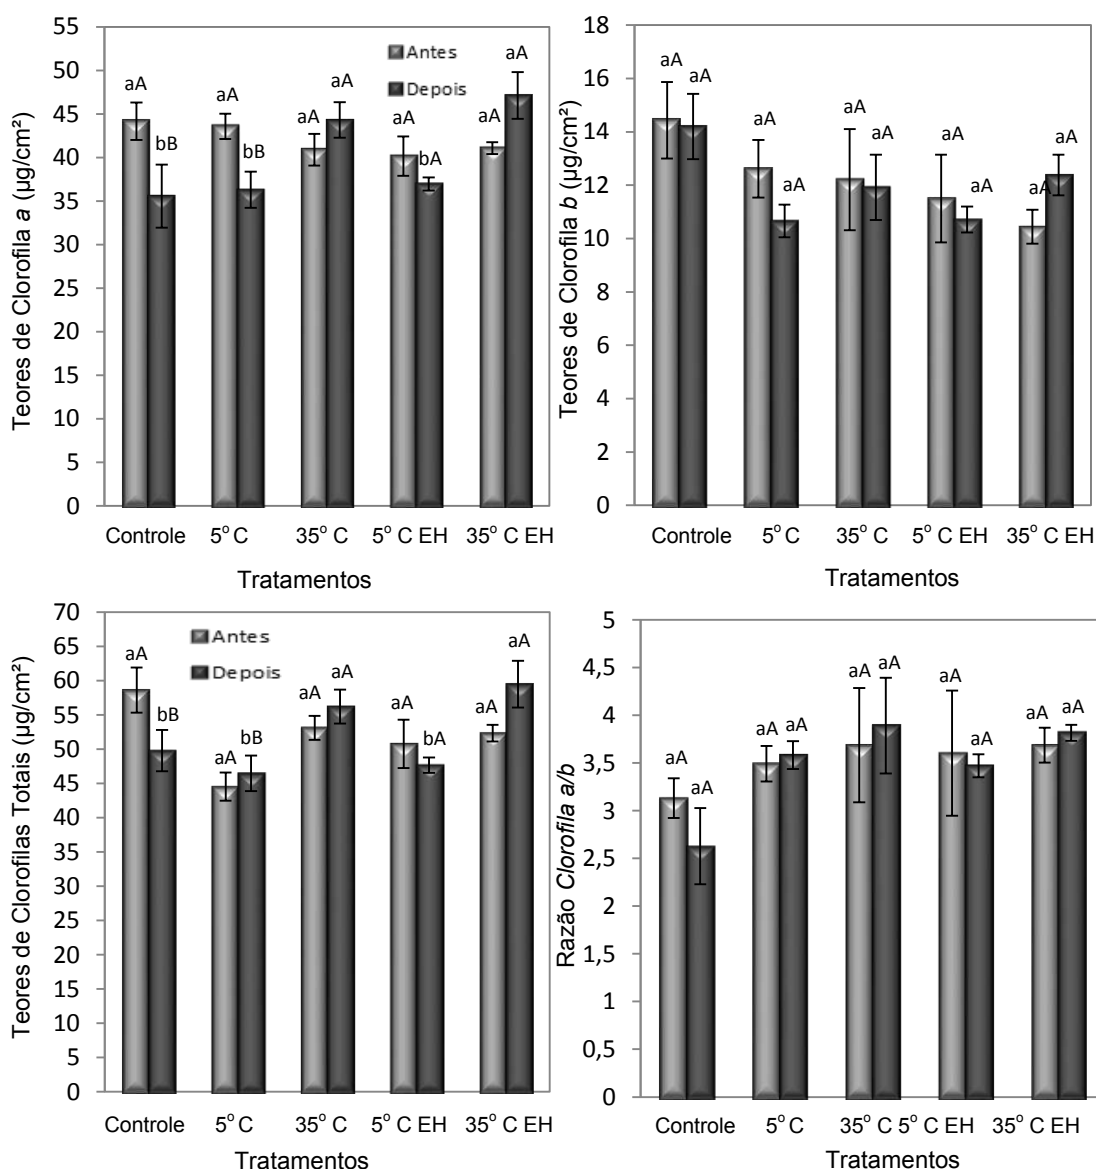 Teores de Clorofila a (µg/cm²)
55
50
45
40
35
30
25
20
15
10
5
0
Antes
Depois
aA
bB
aA
bB
aA
aA
aA
bA
aA
aA
Controle
5° C
35° C
5° C EH
35° C EH
Tratamentos
Teores de Clorofila b (µg/cm²)
18
16
14
12
10
8
6
4
2
0
aA
aA
aA
aA
aA
aA
aA
aA
aA
aA
Controle
5° C
35° C
5° C EH
35° C EH
Tratamentos
Teores de Clorofilas Totais (µg/cm²)
70
65
60
55
50
45
40
35
30
25
20
15
10
5
0
Antes
Depois
aA
bB
aA
bB
aA
aA
aA
bA
aA
aA
Controle
5° C
35° C
5° C EH
35° C EH
Tratamentos
Razão Clorofila a/b
5
4,5
4
3,5
3
2,5
2
1,5
1
0,5
0
aA
aA
aA
aA
aA
aA
aA
aA
aA
aA
Controle
5° C
35° C
5° C EH
35° C EH
Tratamentos